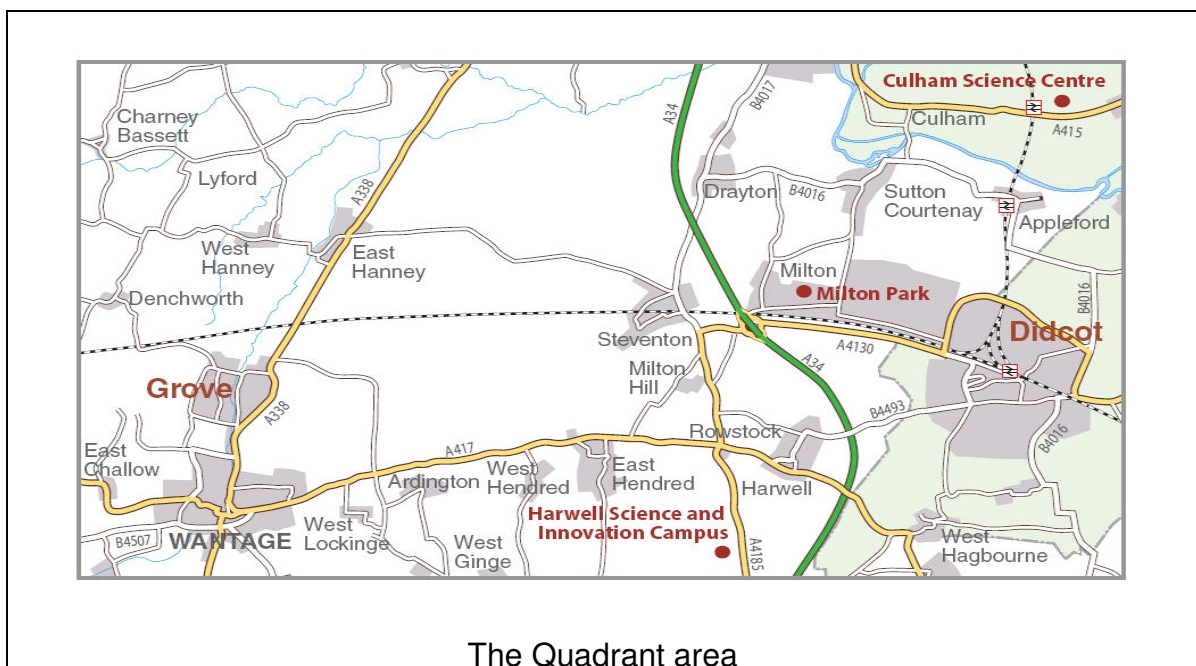 Culham Science Centre
B4017
A34
Charney
Bassett
Culham
A415
Lyford
A338
Drayton
B4016
Sutton
Courtenay
Appleford
West
Hanney
East
Hanney
Milton
Milton Park
Denchworth
B4016
Steventon
Didcot
A4130
Milton
Hill
A34
Grove
A338
B4493
Rowstock
B4016
East
Challow
A417
West
Hendred
East
Hendred
Ardington
Harwell
Harwell Science and
Innovation Campus
West
Lockinge
B4507
WANTAGE
West
Ginge
A4185
West
Hagbourne
The Quadrant area